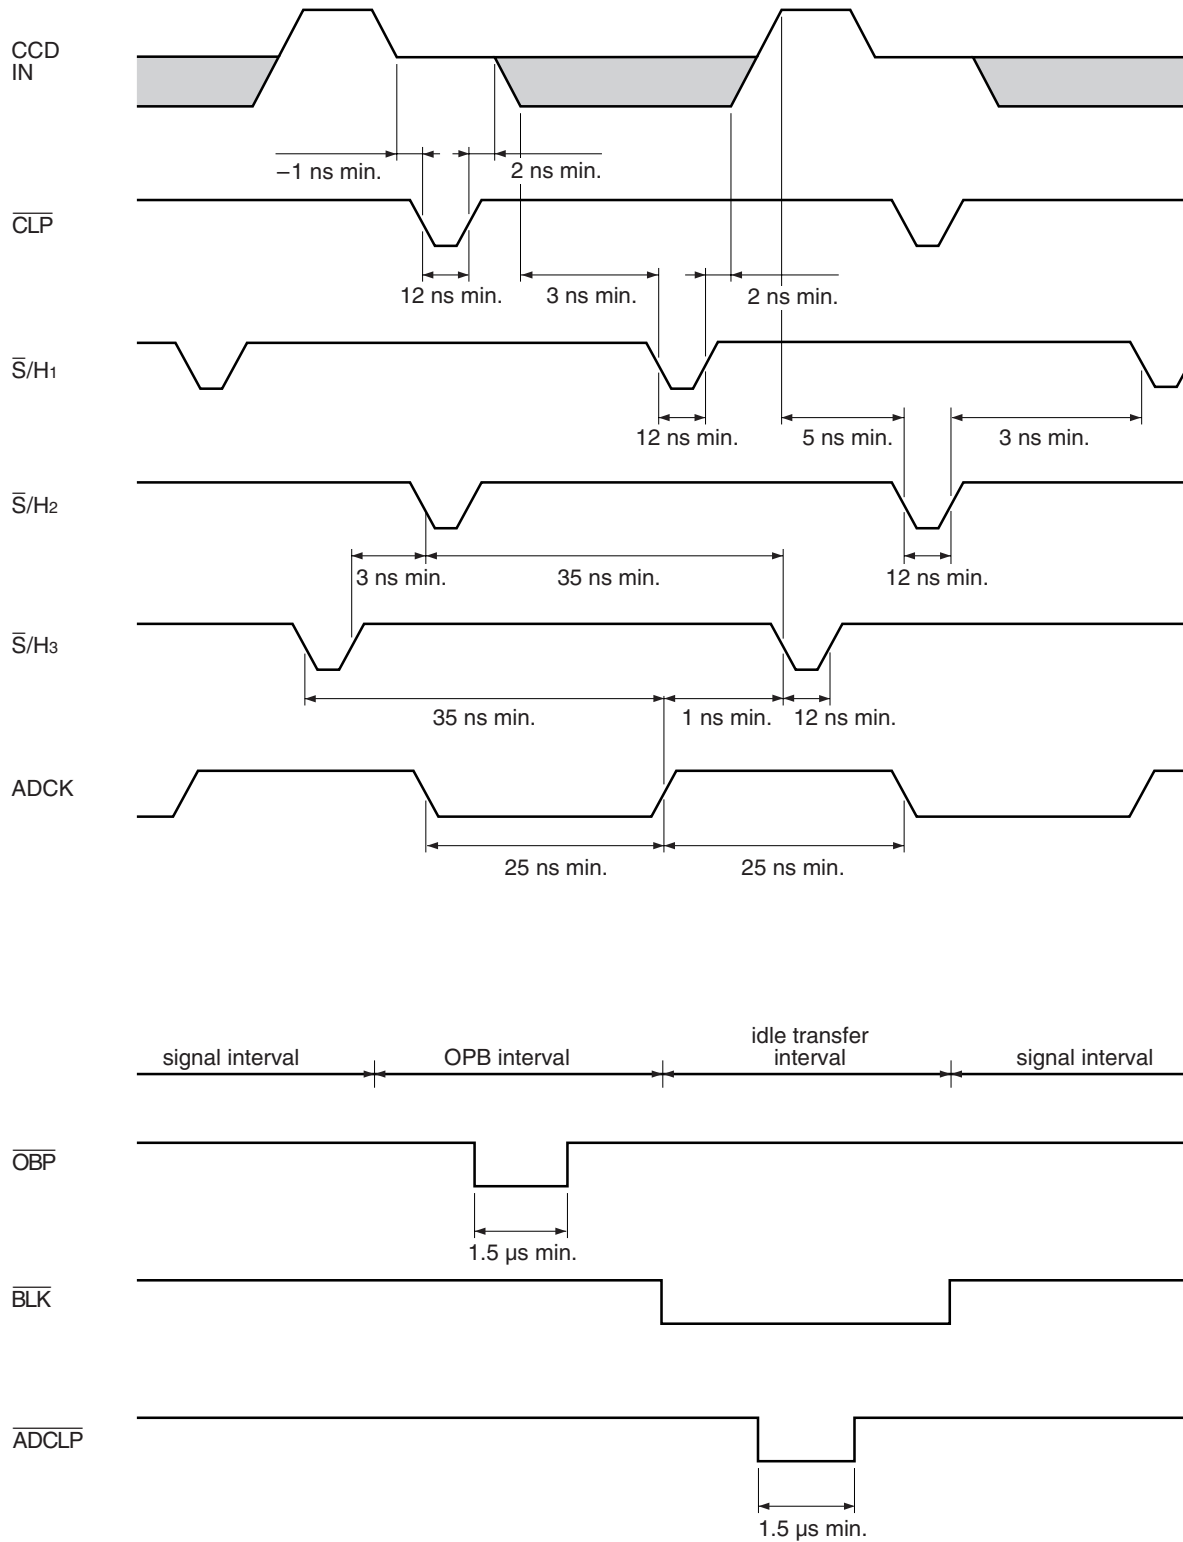 CCD
IN
−1 ns min.
2 ns min.
CLP
12 ns min.
3 ns min.
2 ns min.
S/H1
12 ns min.
5 ns min.
3 ns min.
S/H2
3 ns min.
35 ns min.
12 ns min.
S/H3
35 ns min.
1 ns min.
12 ns min.
ADCK
25 ns min.
25 ns min.
signal interval
OPB interval
idle transfer
interval
signal interval
OBP
1.5 µs min.
BLK
ADCLP
1.5 µs min.